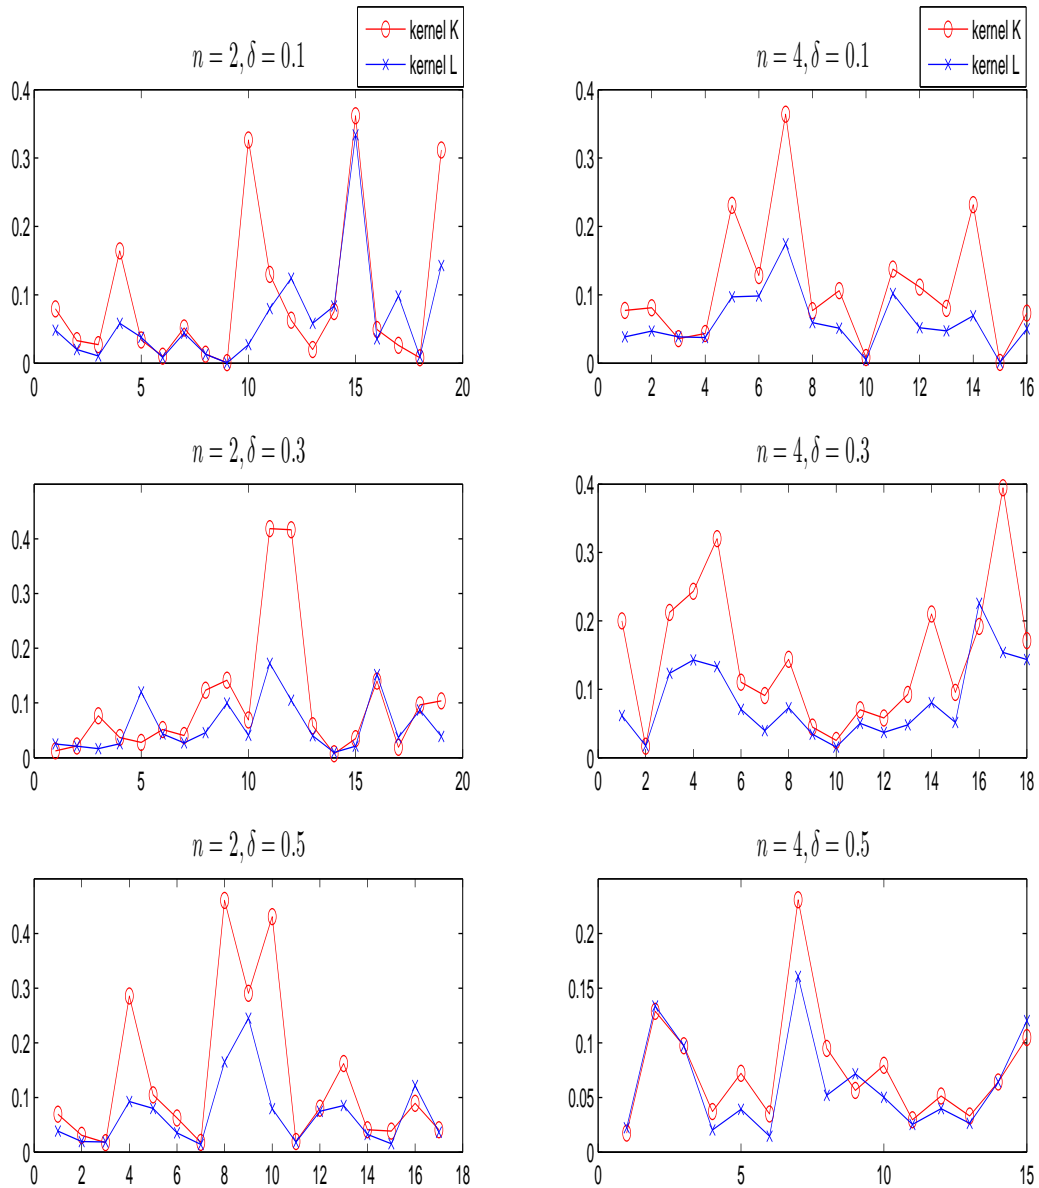 kernel K
kernel L
n = 2, δ = 0.1
0.4
0.3
0.2
0.1
0
0 5 10 15 20
kernel K
kernel L
n = 4, δ = 0.1
0.4
0.3
0.2
0.1
0
0 2 4 6 8 10 12 14 16
n = 2, δ = 0.3
0.4
0.3
0.2
0.1
0
0 5 10 15 20
n = 4, δ = 0.3
0.4
0.3
0.2
0.1
0
0 2 4 6 8 10 12 14 16 18
n = 2, δ = 0.5
0.4
0.3
0.2
0.1
0
0 2 4 6 8 10 12 14 16 18
n = 4, δ = 0.5
0.2
0.15
0.1
0.05
0
0 5 10 15